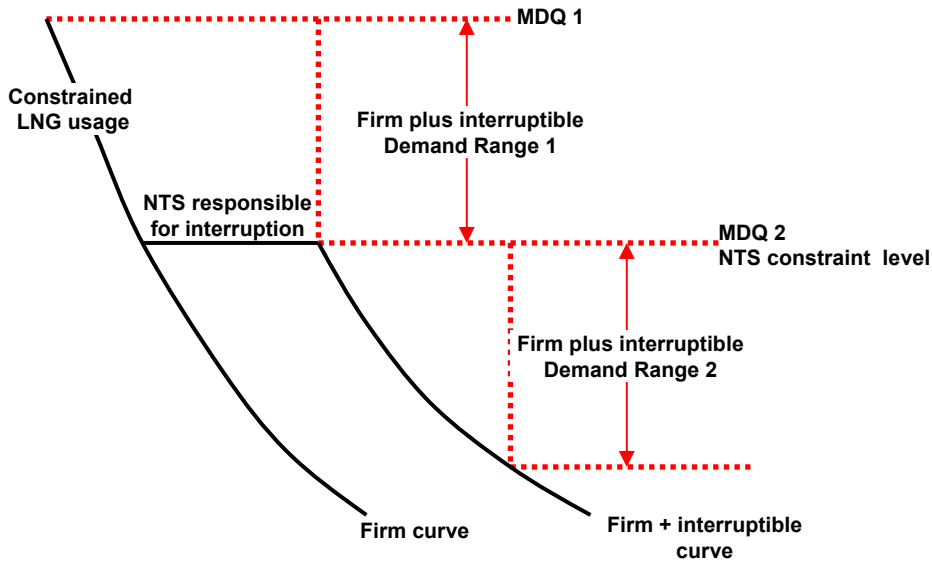 MDQ 1
Constrained
LNG usage
Firm plus interruptible
Demand Range 1
NTS responsible
for interruption
MDQ 2
NTS constraint level
Firm plus interruptible
Demand Range 2
Firm curve
Firm + interruptible
curve